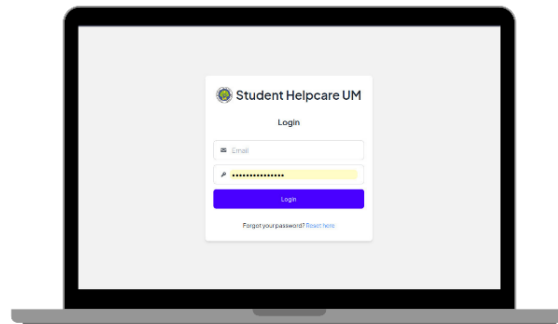 Student Helpcare UM
Login
Email
•••••••••••••••
Login
Forgot your password? Reset here